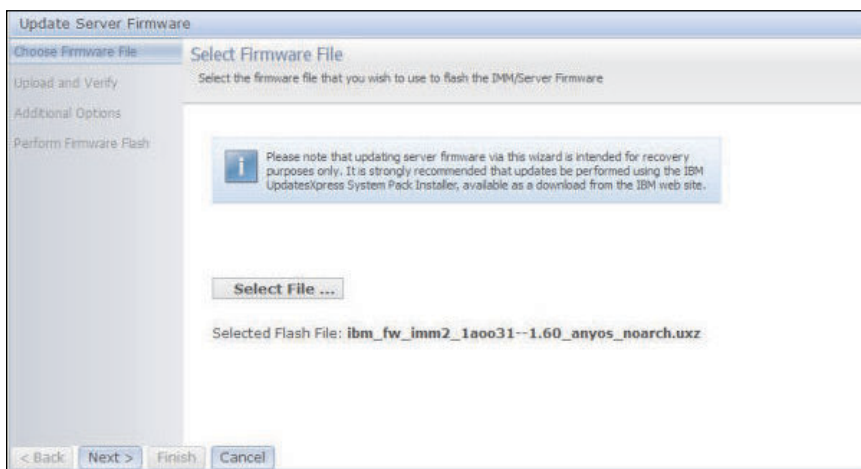 Update Server Firmware
Choose Firmware File
Upload and Verify
Additional Options
Perform Firmware Flash
Select Firmware File
Select the firmware file that you wish to use to flash the IMM/Server Firmware
i
Please note that updating server firmware via this wizard is intended for recovery
purposes only. It is strongly recommended that updates be performed using the IBM
UpdatesXpress System Pack Installer, available as a download from the IBM web site.
Select File ...
Selected Flash File: ibm_fw_imm2_1aoo31--1.60_anyos_noarch.uxz
< Back Next > Finish Cancel